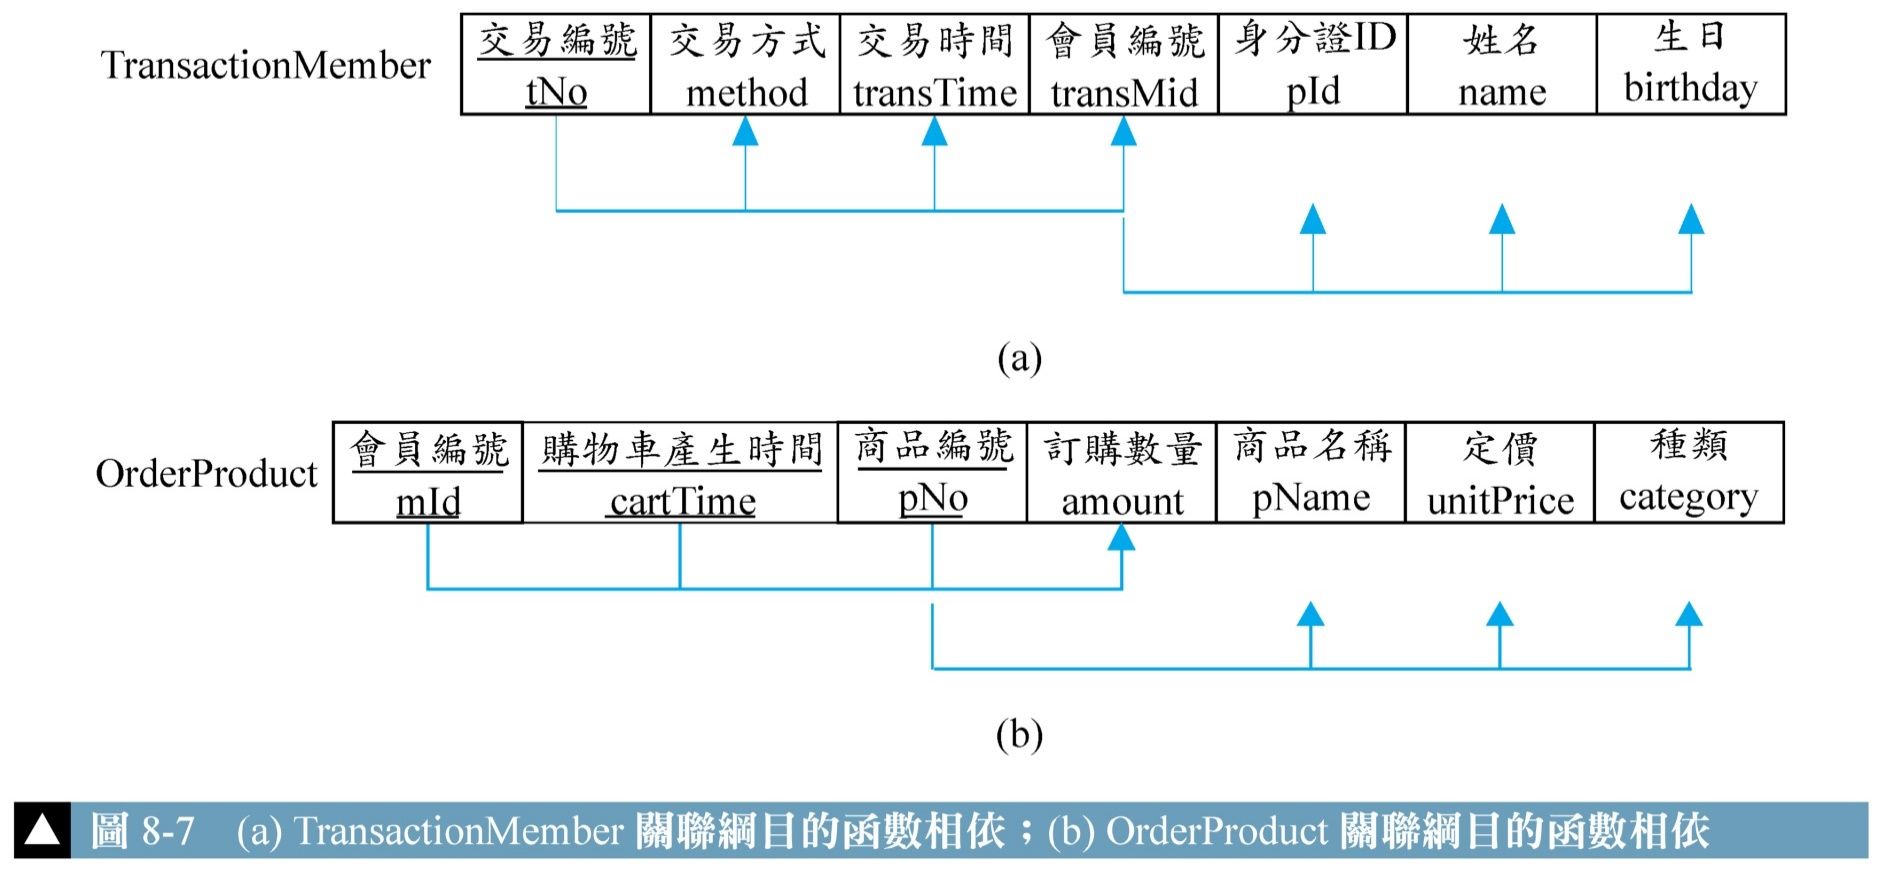 TransactionMember
交易編號 交易方式 交易時間 會員編號 身分證ID 姓名 生日
tNo method transTime transMid pId name birthday
(a)
OrderProduct
會員編號 購物車產生時間 商品編號 訂購數量 商品名稱 定價 種類
mId cartTime pNo amount pName unitPrice category
(b)
圖 8-7 (a) TransactionMember 關聯綱目的函數相依；(b) OrderProduct 關聯綱目的函數相依